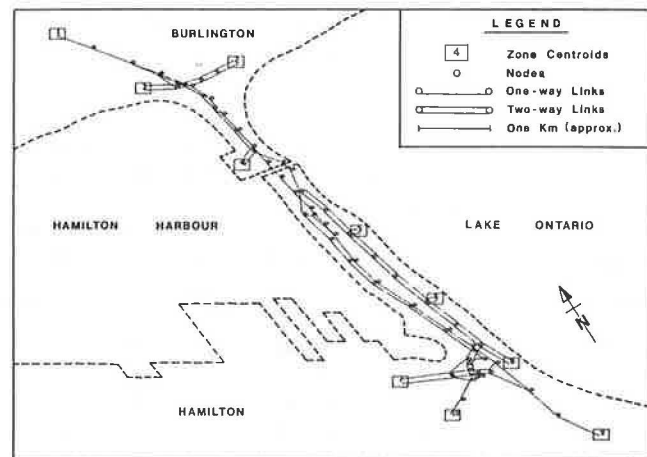 LEGEND
4 Zone Centroids
Nodes
One-way Links
Two-way Links
One Km (approx.)
BURLINGTON
1
HAMILTON HARBOUR
LAKE ONTARIO
N
HAMILTON